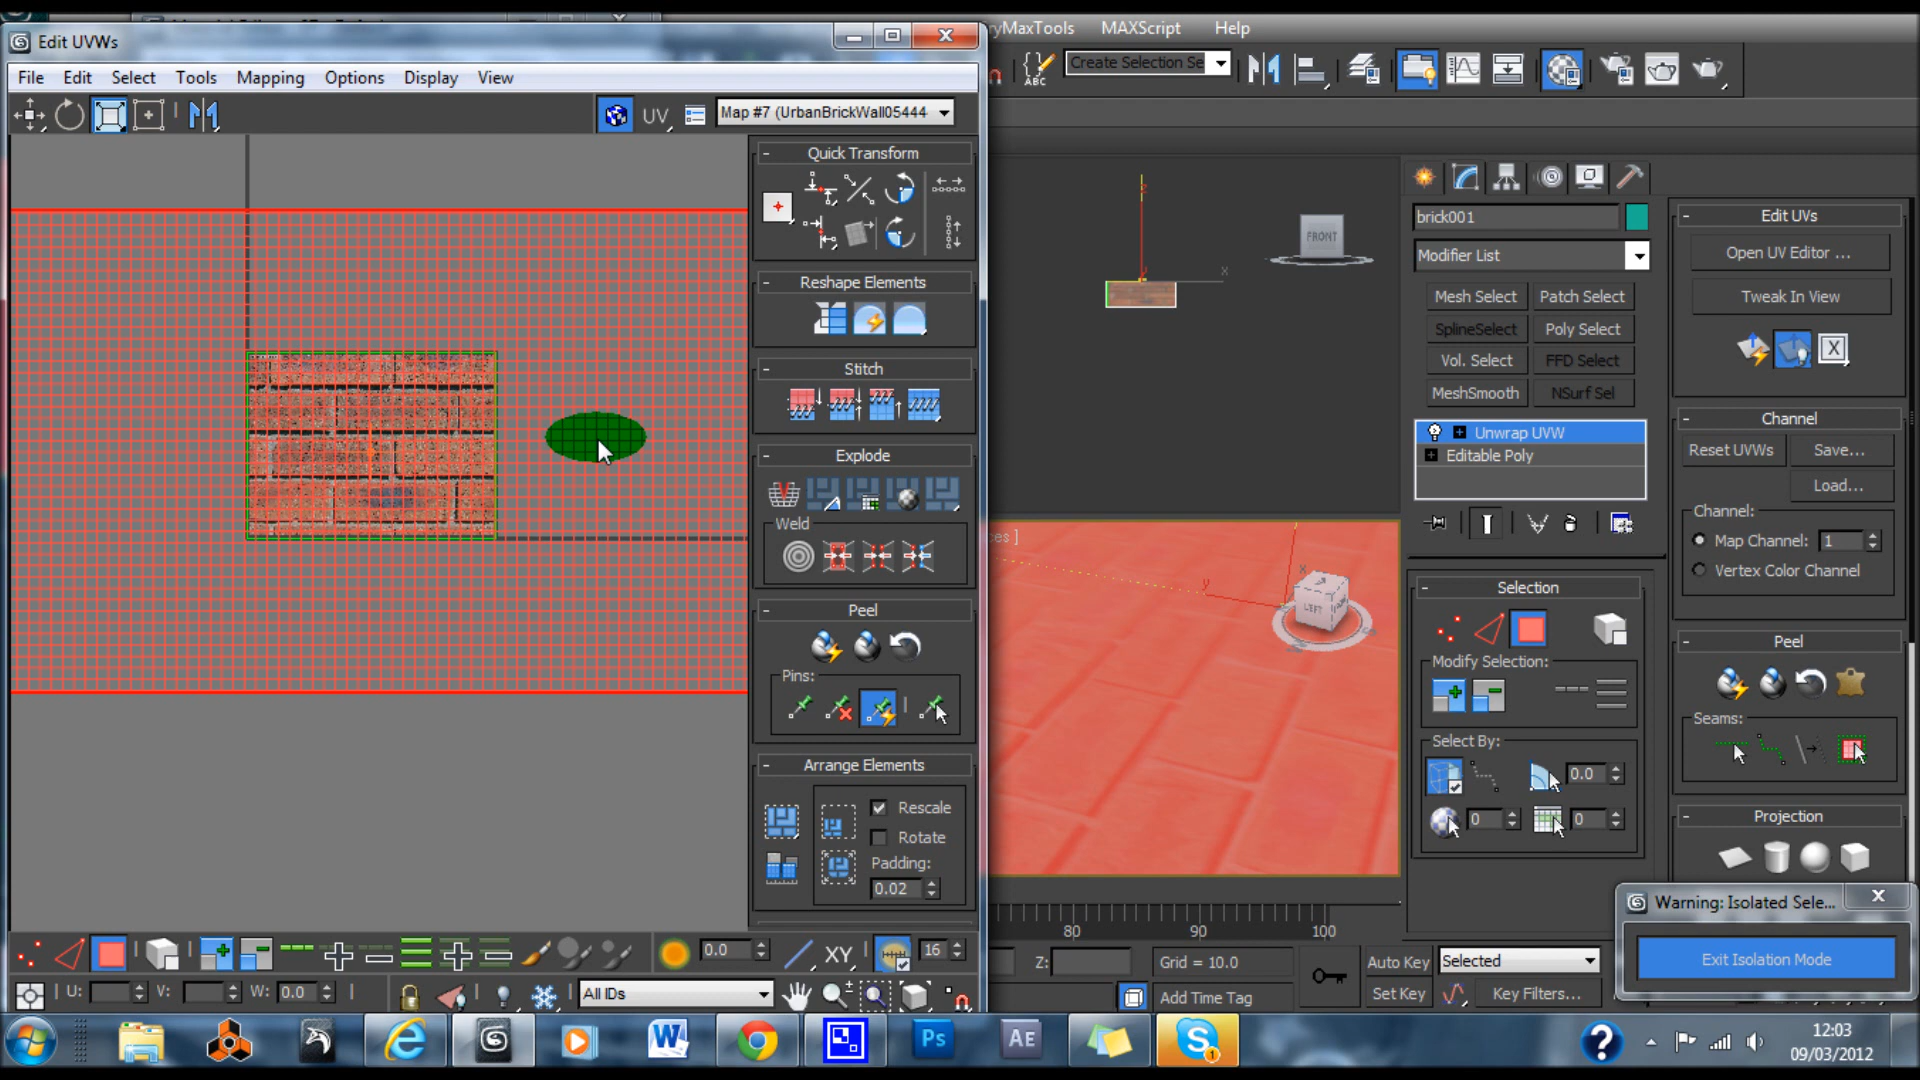 Edit UVWs
File Edit Select Tools Mapping Options Display View
UV
Map #7 (UrbanBrickWall05444
Quick Transform
Reshape Elements
Stitch
Explode
Weld
Peel
Pins:
Arrange Elements
Rescale
Rotate
Padding:
0.02
0.0
XY
16
U:
V:
W: 0.0
All IDs
MaxTools MAXScript Help
ABC
Create Selection Se
FRONT
x
LEFT
x
y
80 90 100
Z:
Grid = 10.0
Add Time Tag
Auto Key
Selected
Set Key
Key Filters...
brick001
Modifier List
Mesh Select
Patch Select
SplineSelect
Poly Select
Vol. Select
FFD Select
MeshSmooth
NSurf Sel
Unwrap UVW
Editable Poly
Selection
Modify Selection:
Select By:
0.0
0
0
Edit UVs
Open UV Editor ...
Tweak In View
X
Channel
Reset UVWs
Save...
Load...
Channel:
Map Channel: 1
Vertex Color Channel
Peel
Seams:
Projection
Warning: Isolated Sele...
Exit Isolation Mode
W
Ps
AE
S
1
?
12:03
09/03/2012